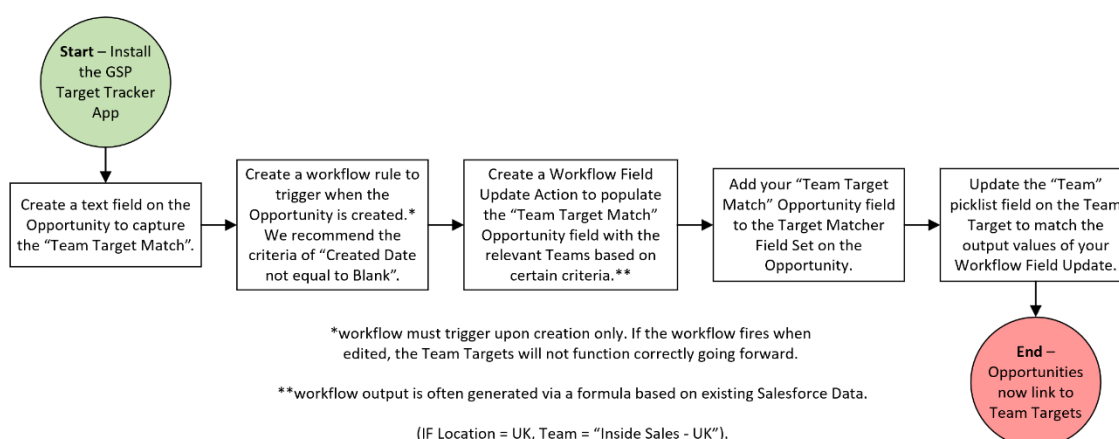 Start – Install
the GSP
Target Tracker
App
Create a text field on the
Opportunity to capture
the “Team Target Match”.
Create a workflow rule to
trigger when the
Opportunity is created.*
We recommend the
criteria of “Created Date
not equal to Blank”.
Create a Workflow Field
Update Action to populate
the “Team Target Match”
Opportunity field with the
relevant Teams based on
certain criteria.**
Add your “Team Target
Match” Opportunity field
to the Target Matcher
Field Set on the
Opportunity.
Update the “Team”
picklist field on the Team
Target to match the
output values of your
Workflow Field Update.
End –
Opportunities
now link to
Team Targets
*workflow must trigger upon creation only. If the workflow fires when
edited, the Team Targets will not function correctly going forward.
**workflow output is often generated via a formula based on existing Salesforce Data.
(IF Location = UK, Team = “Inside Sales - UK”).